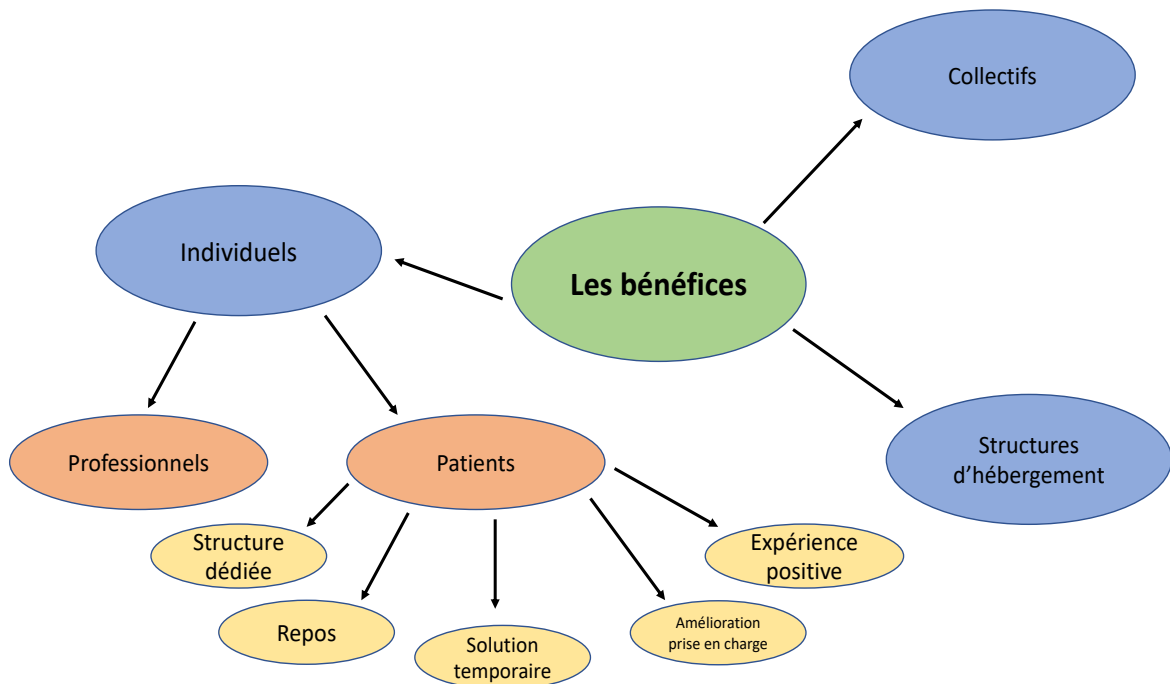 Collectifs
Individuels
Les bénéfices
Professionnels
Patients
Structures
d’hébergement
Structure
dédiée
Expérience
positive
Repos
Solution
temporaire
Amélioration
prise en charge